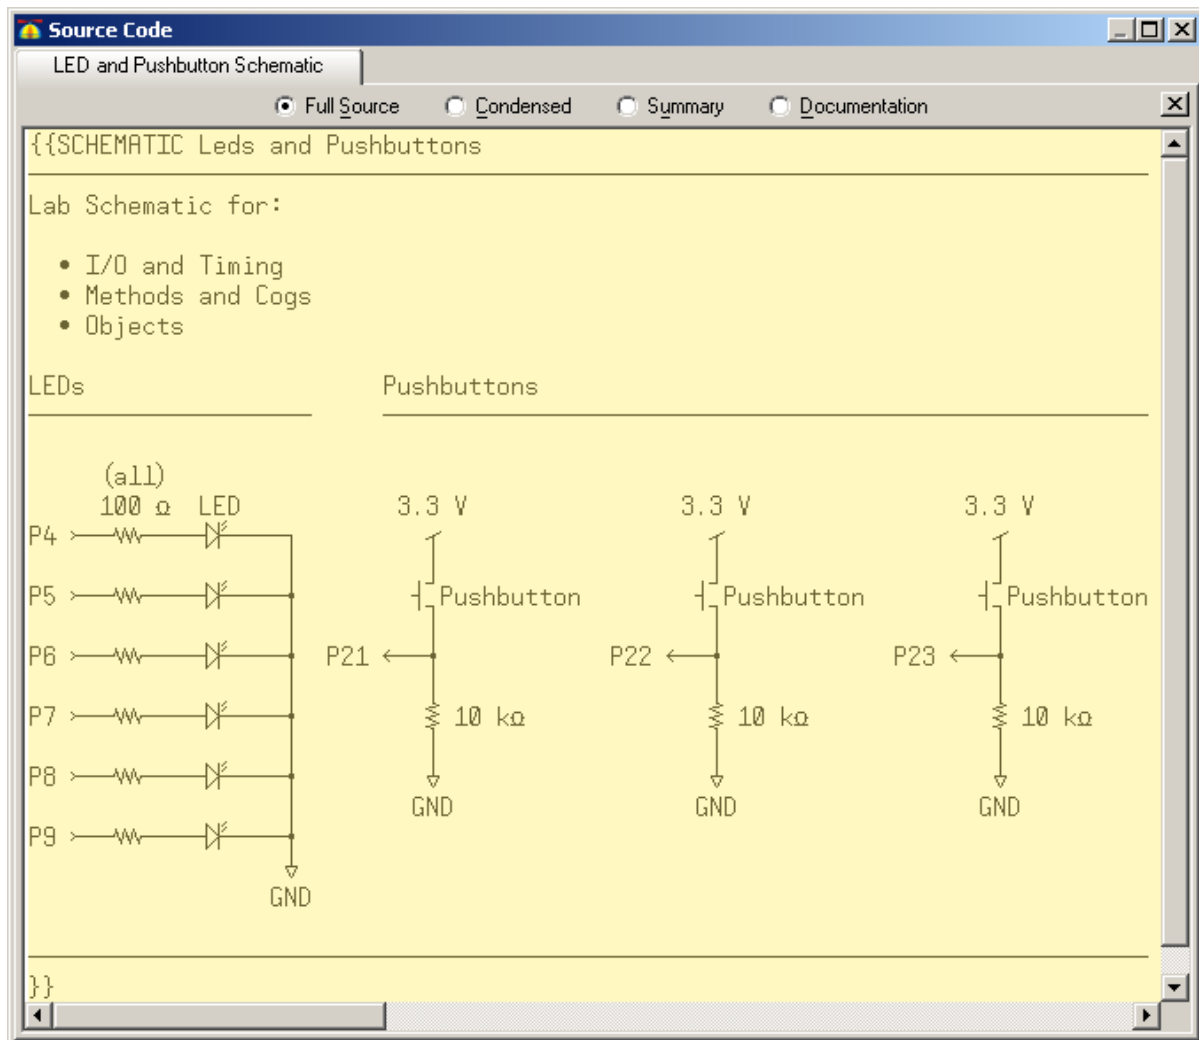 Source Code
LED and Pushbutton Schematic
Full Source Condensed Summary Documentation
{{SCHEMATIC Leds and Pushbuttons
Lab Schematic for:
• I/O and Timing
• Methods and Cogs
• Objects
LEDs Pushbuttons
(all)
100 Ω LED 3.3 V 3.3 V 3.3 V
P4
P5 Pushbutton Pushbutton Pushbutton
P6 P21 P22 P23
P7 10 kΩ 10 kΩ 10 kΩ
P8
GND GND GND
P9
GND
}}